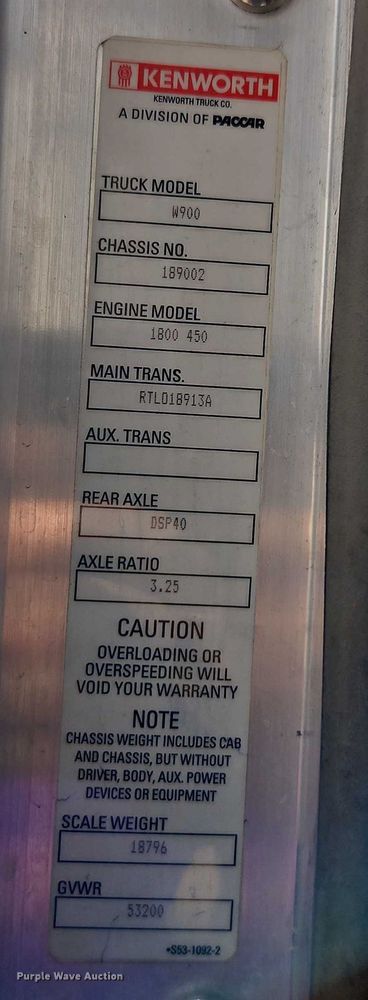 KENWORTH
KENWORTH TRUCK CO.
A DIVISION OF PACCAR
TRUCK MODEL
W900
CHASSIS NO.
189002
ENGINE MODEL
1800 450
MAIN TRANS.
RTLO18913A
AUX. TRANS
REAR AXLE
DSP40
AXLE RATIO
3.25
CAUTION
OVERLOADING OR
OVERSPEEDING WILL
VOID YOUR WARRANTY
NOTE
CHASSIS WEIGHT INCLUDES CAB
AND CHASSIS, BUT WITHOUT
DRIVER, BODY, AUX. POWER
DEVICES OR EQUIPMENT
SCALE WEIGHT
18796
GVWR
53200
•S53-1092-2
Purple Wave Auction